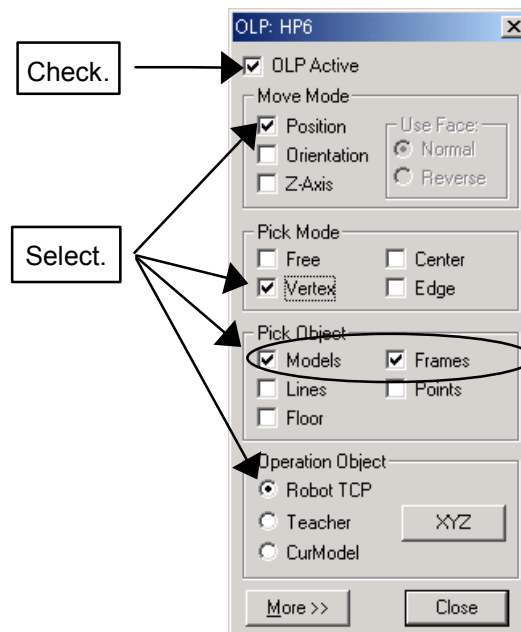 OLP: HP6
Check.
OLP Active
Move Mode
Position
Use Face:
Orientation
Normal
Z-Axis
Reverse
Select.
Pick Mode
Free
Center
Vertex
Edge
Pick Object
Models
Frames
Lines
Points
Floor
Operation Object
Robot TCP
Teacher
XYZ
CurModel
More >>
Close